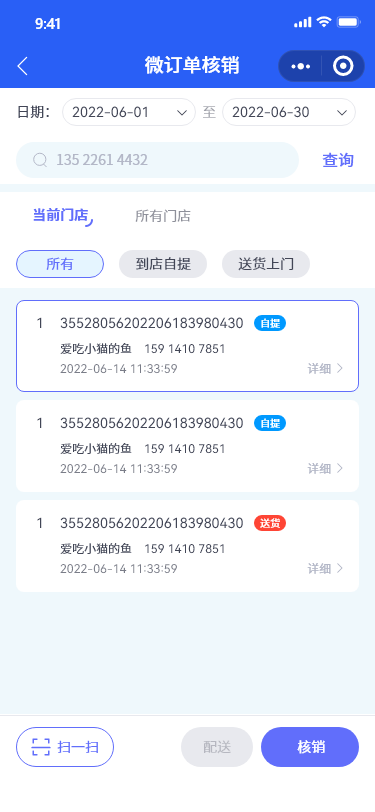 9:41
微订单核销
日期： 2022-06-01 至 2022-06-30
135 2261 4432 查询
当前门店 所有门店
所有 到店自提 送货上门
1 35528056202206183980430 自提
爱吃小猫的鱼 159 1410 7851
2022-06-14 11:33:59 详细
1 35528056202206183980430 自提
爱吃小猫的鱼 159 1410 7851
2022-06-14 11:33:59 详细
1 35528056202206183980430 送货
爱吃小猫的鱼 159 1410 7851
2022-06-14 11:33:59 详细
扫一扫 配送 核销